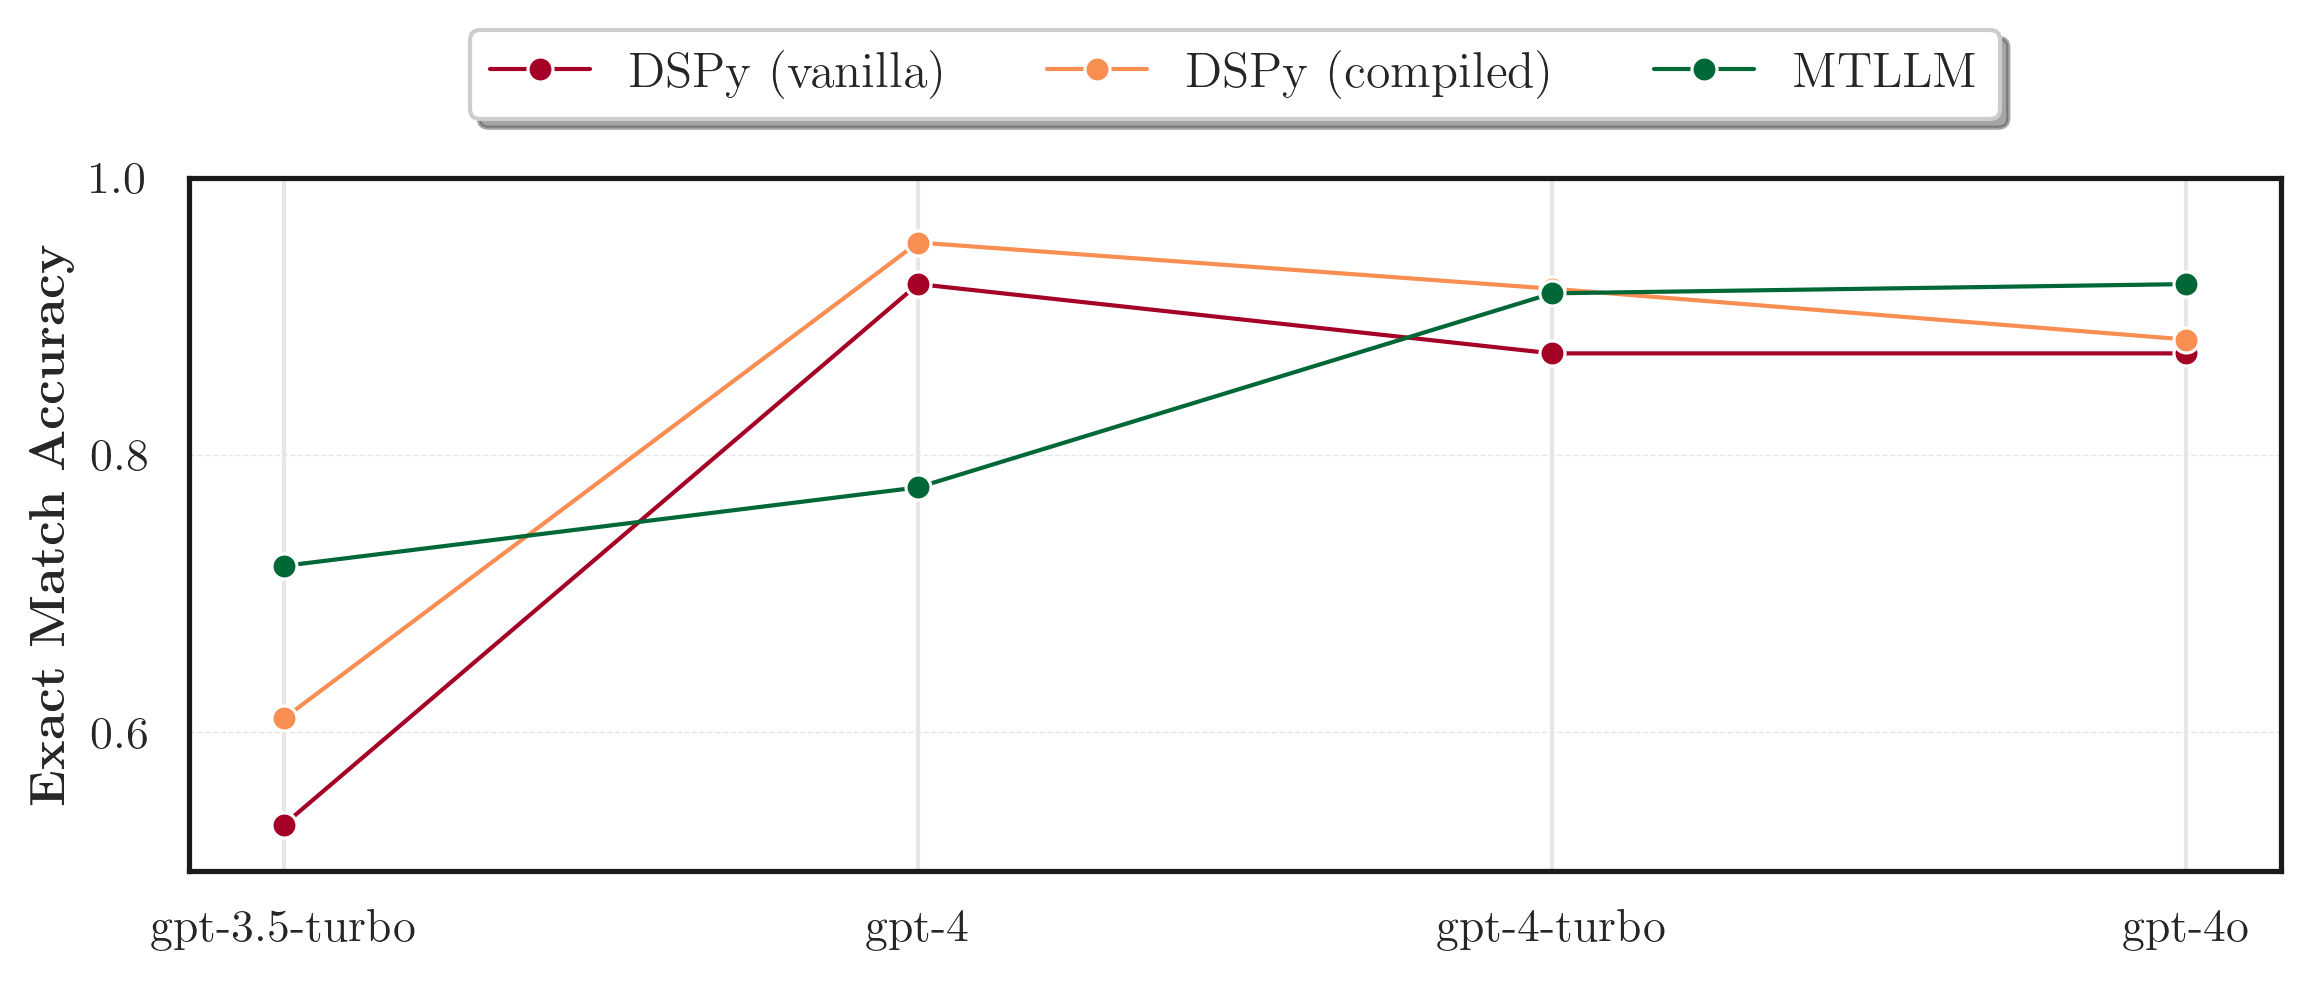 DSPy (vanilla) DSPy (compiled) MTLLM
Exact Match Accuracy
1.0
0.8
0.6
gpt-3.5-turbo gpt-4 gpt-4-turbo gpt-4o